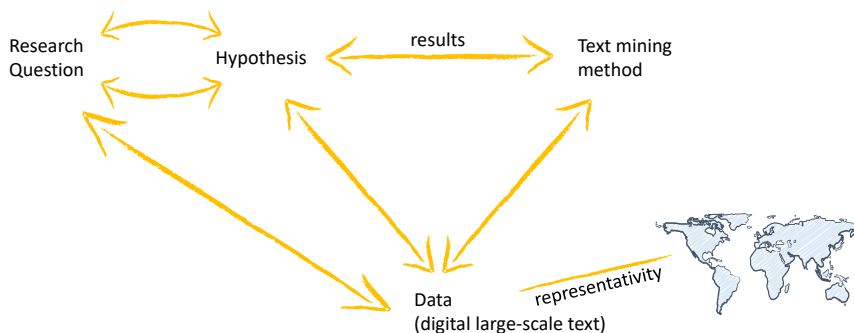 Research
Question
Hypothesis
results
Text mining
method
Data
(digital large-scale text)
representativity